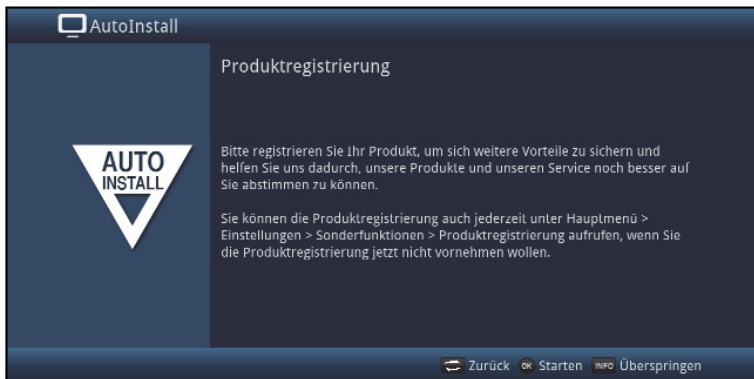 AutoInstall
Produktregistrierung
AUTO
INSTALL
Bitte registrieren Sie Ihr Produkt, um sich weitere Vorteile zu sichern und
helfen Sie uns dadurch, unsere Produkte und unseren Service noch besser auf
Sie abstimmen zu können.
Sie können die Produktregistrierung auch jederzeit unter Hauptmenü >
Einstellungen > Sonderfunktionen > Produktregistrierung aufrufen, wenn Sie
die Produktregistrierung jetzt nicht vornehmen wollen.
Zurück OK Starten INFO Überspringen